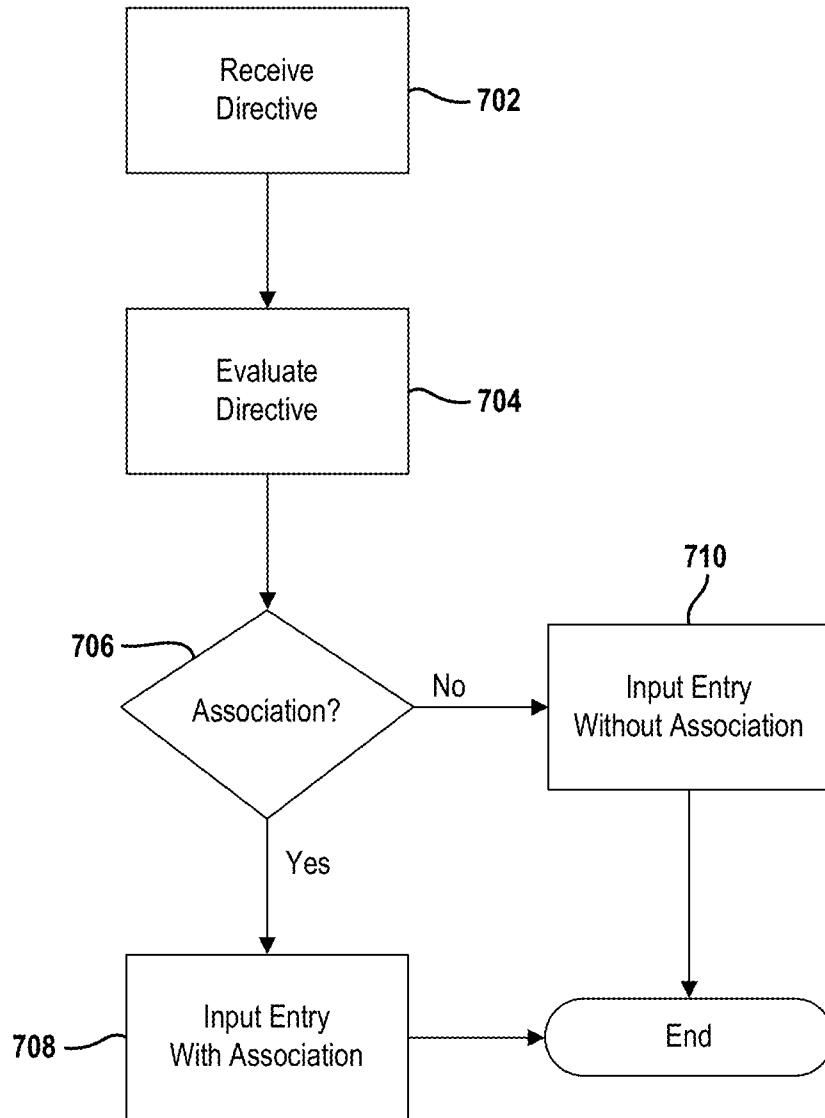 Receive
Directive
702
Evaluate
Directive
704
710
706
Association?
No
Input Entry
Without Association
Yes
708
Input Entry
With Association
End